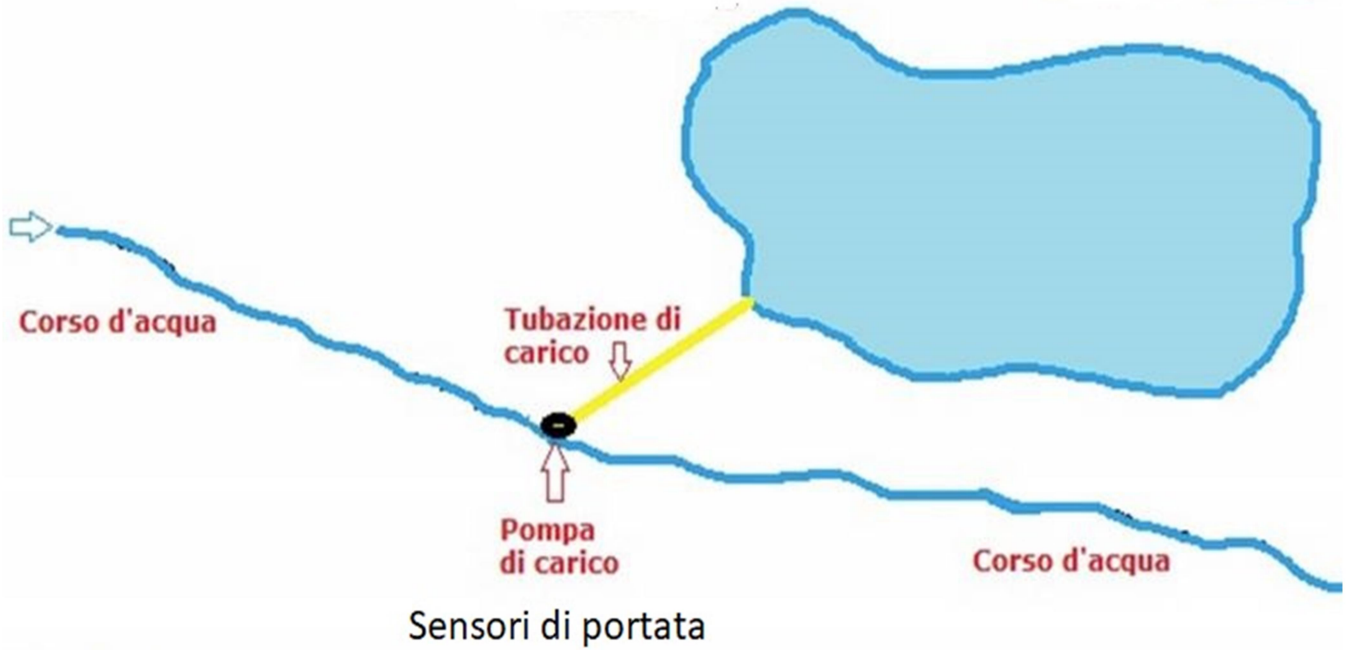 Corso d'acqua
Tubazione di
carico
Pompa
di carico
Corso d'acqua
Sensori di portata